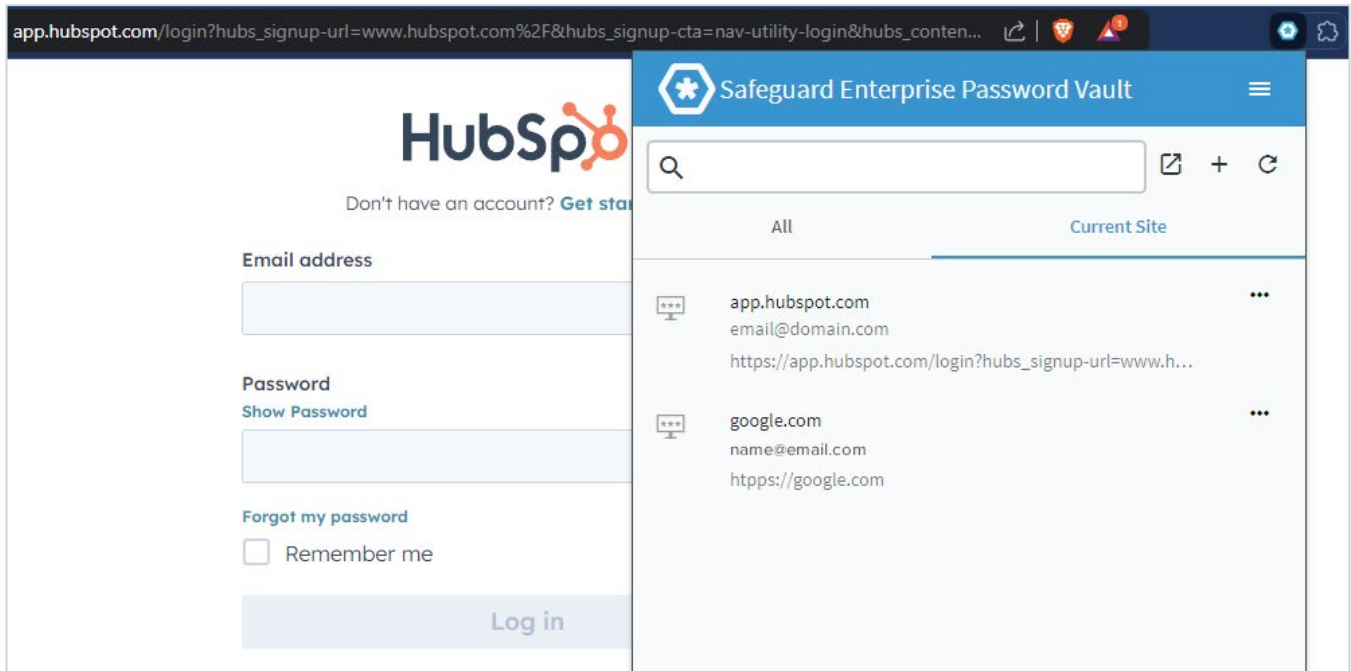 app.hubspot.com/login?hubs_signup-url=www.hubspot.com%2F&hubs_signup-cta=nav-utility-login&hubs_conten...
1
HubSpo
Don't have an account? Get star
Email address
Password
Show Password
Forgot my password
Remember me
Log in
Safeguard Enterprise Password Vault
All
Current Site
app.hubspot.com
email@domain.com
https://app.hubspot.com/login?hubs_signup-url=www.h...
google.com
name@email.com
htpps://google.com